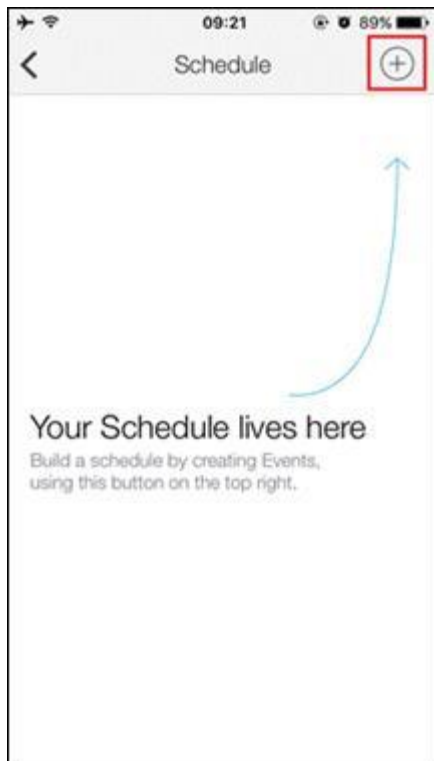 09:21
89%
Schedule
Your Schedule lives here
Build a schedule by creating Events,
using this button on the top right.